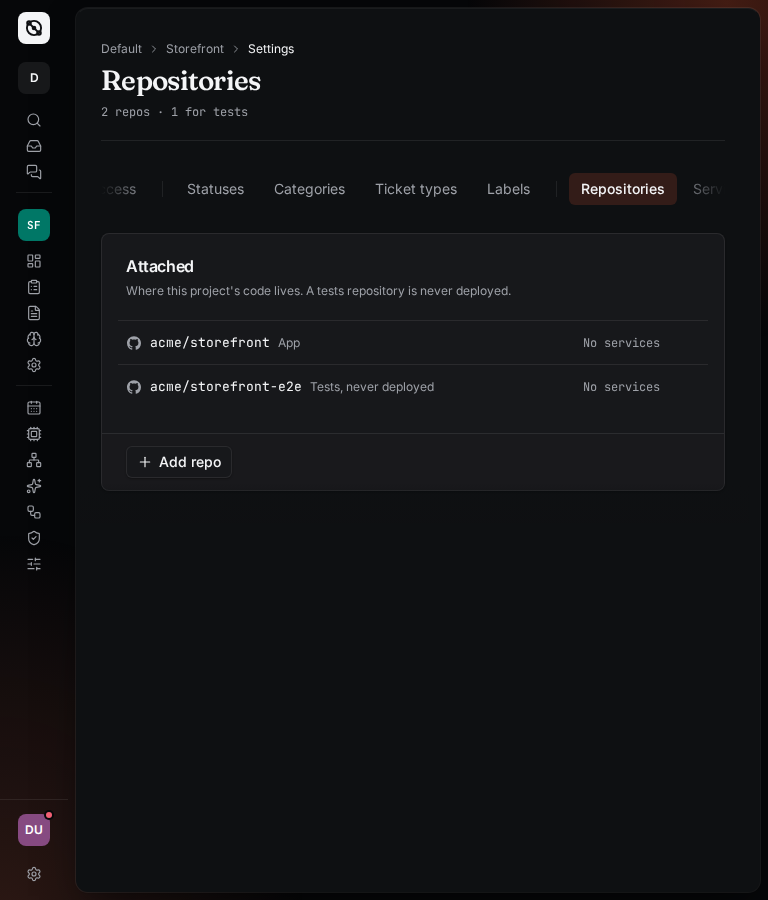 D
SF
DU
Default > Storefront > Settings
Repositories
2 repos · 1 for tests
Statuses Categories Ticket types Labels Repositories
Attached
Where this project's code lives. A tests repository is never deployed.
acme/storefront App No services
acme/storefront-e2e Tests, never deployed No services
Add repo